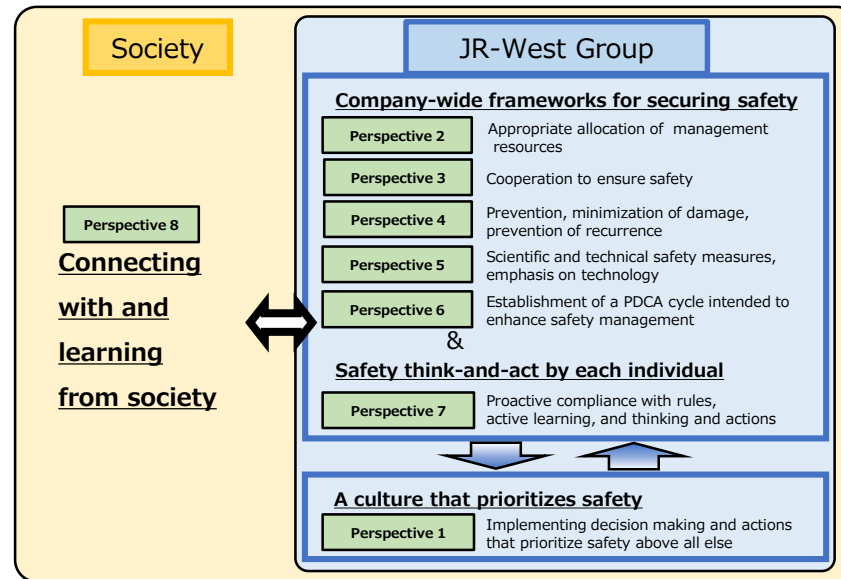 Society
JR-West Group
Company-wide frameworks for securing safety
Perspective 2
Appropriate allocation of management
resources
Perspective 3
Cooperation to ensure safety
Perspective 4
Prevention, minimization of damage,
prevention of recurrence
Perspective 5
Scientific and technical safety measures,
emphasis on technology
Perspective 6
Establishment of a PDCA cycle intended to
enhance safety management
&
Safety think-and-act by each individual
Perspective 7
Proactive compliance with rules,
active learning, and thinking and actions
Perspective 8
Connecting
with and
learning
from society
A culture that prioritizes safety
Perspective 1
Implementing decision making and actions
that prioritize safety above all else